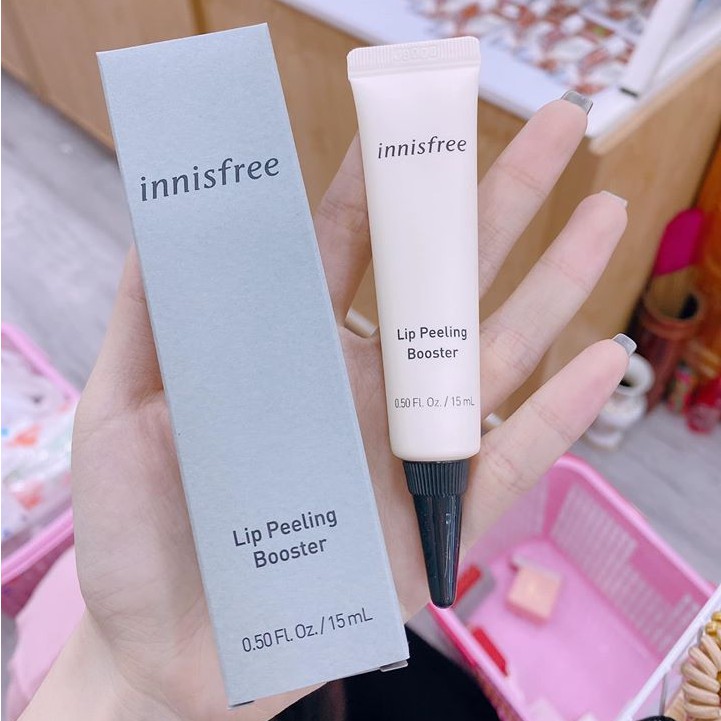 innisfree
Lip Peeling
Booster
0.50 Fl. Oz. / 15 mL
innisfree
Lip Peeling
Booster
0.50 Fl. Oz. / 15 mL